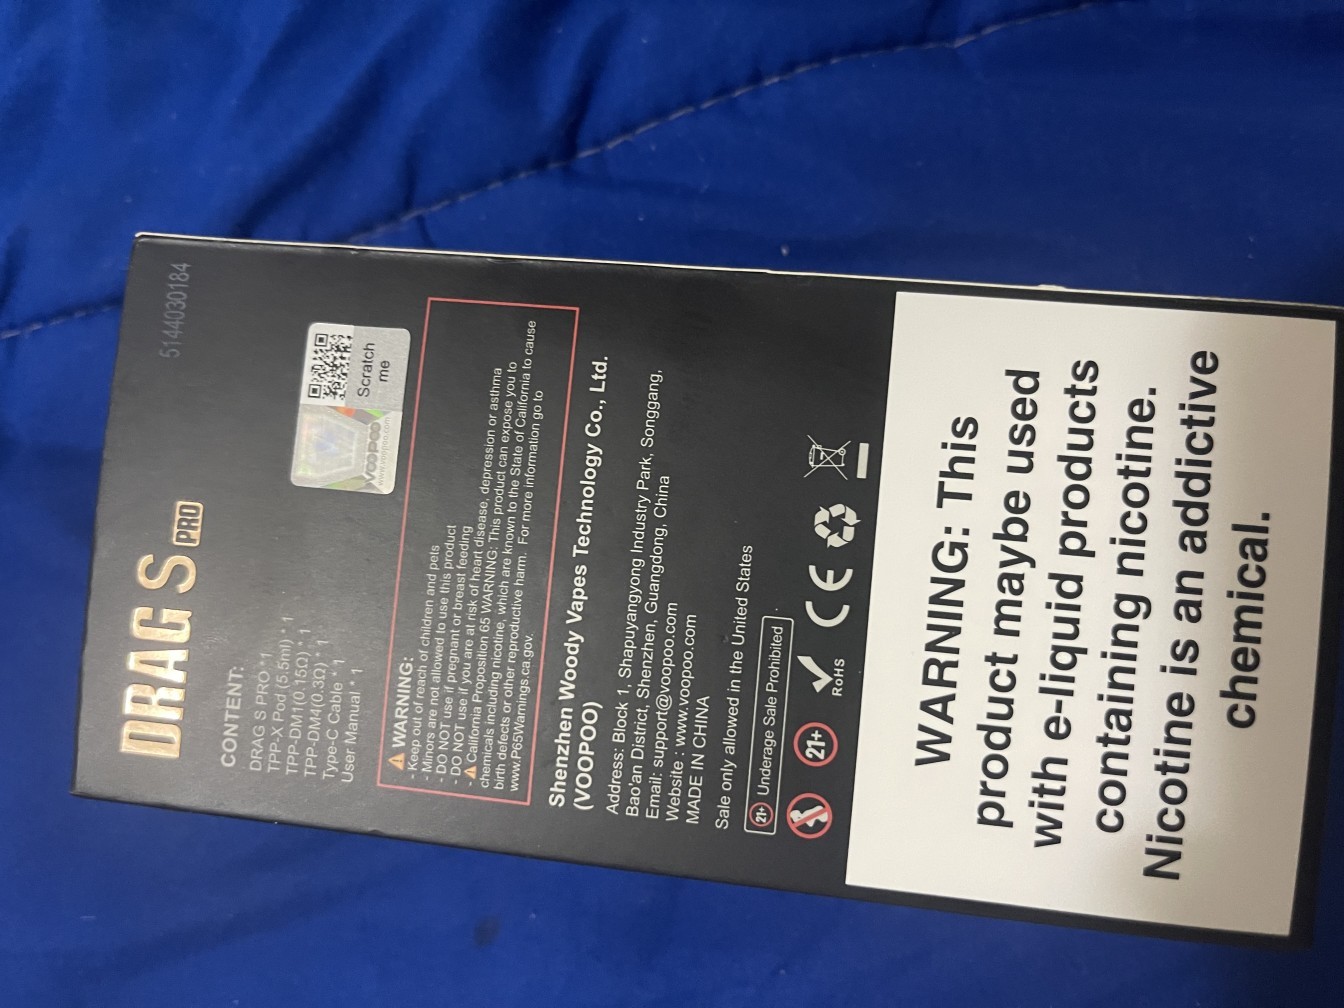 5144030184
DRAG S PRO
CONTENT:
DRAG S PRO*1
TPP-X Pod (5.5ml) * 1
TPP-DM1(0.15Ω) * 1
TPP-DM4(0.3Ω) * 1
Type-C Cable * 1
User Manual * 1
VOOPOO
www.voopoo.com
Scratch
me
WARNING:
- Keep out of reach of children and pets
- Minors are not allowed to use this product
- DO NOT use if pregnant or breast feeding
- DO NOT use if you are at risk of heart disease, depression or asthma
- California Proposition 65 WARNING: This product can expose you to
chemicals including nicotine, which are known to the State of California to cause
birth defects or other reproductive harm. For more information go to
www.P65Warnings.ca.gov.
Shenzhen Woody Vapes Technology Co., Ltd.
(VOOPOO)
Address: Block 1, Shapuyangyong Industry Park, Songgang,
Bao'an District, Shenzhen, Guangdong, China
Email: support@voopoo.com
Website : www.voopoo.com
MADE IN CHINA
Sale only allowed in the United States
21+ Underage Sale Prohibited
21+ RoHS CE
WARNING: This
product maybe used
with e-liquid products
containing nicotine.
Nicotine is an addictive
chemical.